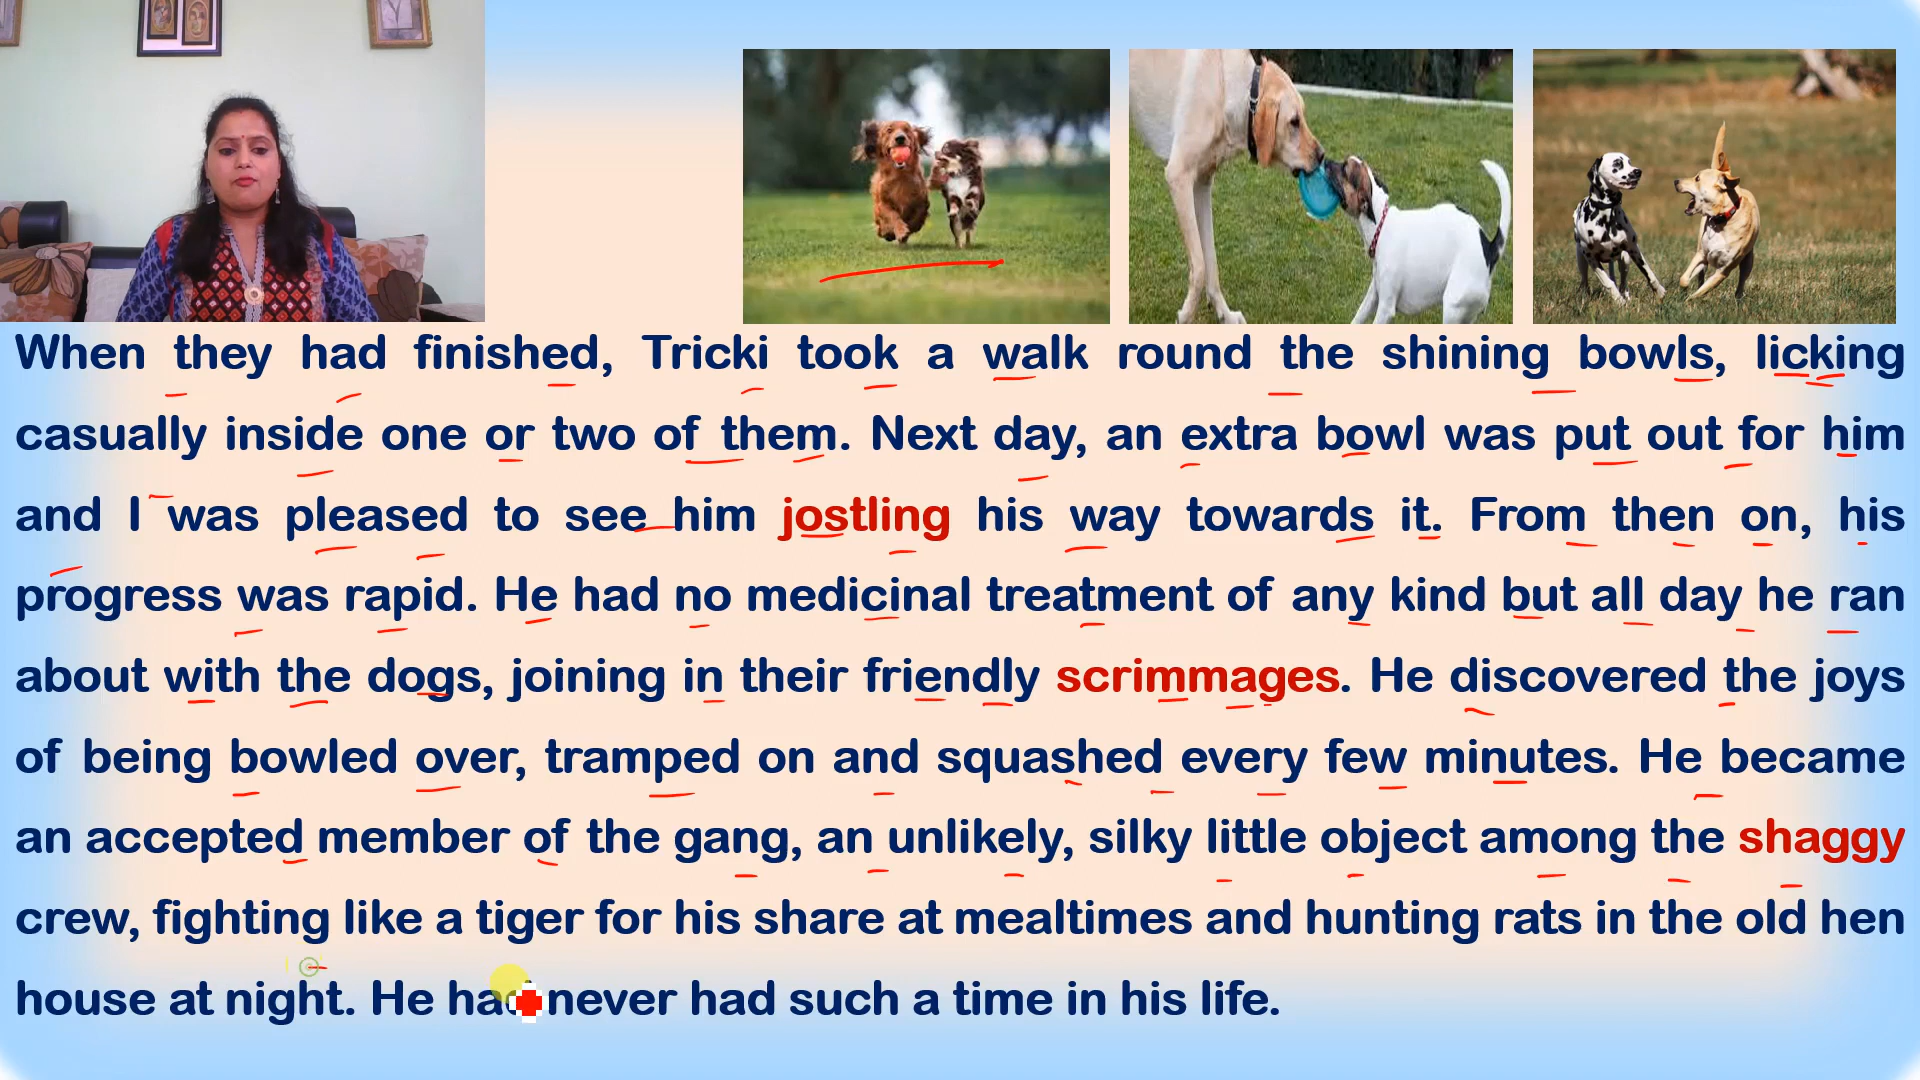 When they had finished, Tricki took a walk round the shining bowls, licking
casually inside one or two of them. Next day, an extra bowl was put out for him
and I was pleased to see him jostling his way towards it. From then on, his
progress was rapid. He had no medicinal treatment of any kind but all day he ran
about with the dogs, joining in their friendly scrimmages. He discovered the joys
of being bowled over, tramped on and squashed every few minutes. He became
an accepted member of the gang, an unlikely, silky little object among the shaggy
crew, fighting like a tiger for his share at mealtimes and hunting rats in the old hen
house at night. He had never had such a time in his life.